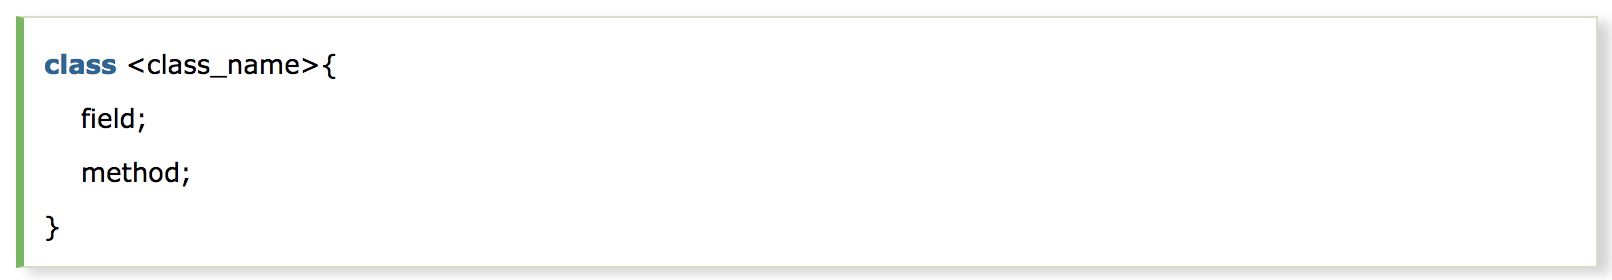 class <class_name>{
field;
method;
}